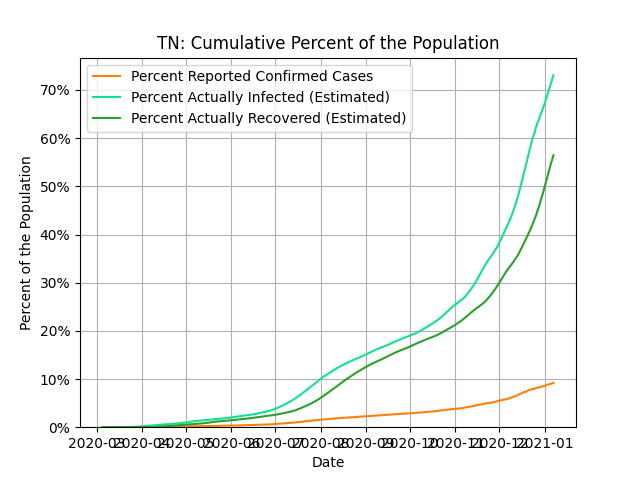 TN: Cumulative Percent of the Population
Percent Reported Confirmed Cases
Percent Actually Infected (Estimated)
Percent Actually Recovered (Estimated)
Percent of the Population
70%
60%
50%
40%
30%
20%
10%
0%
2020-03 2020-04 2020-05 2020-06 2020-07 2020-08 2020-09 2020-10 2020-11 2020-12 2021-01
Date